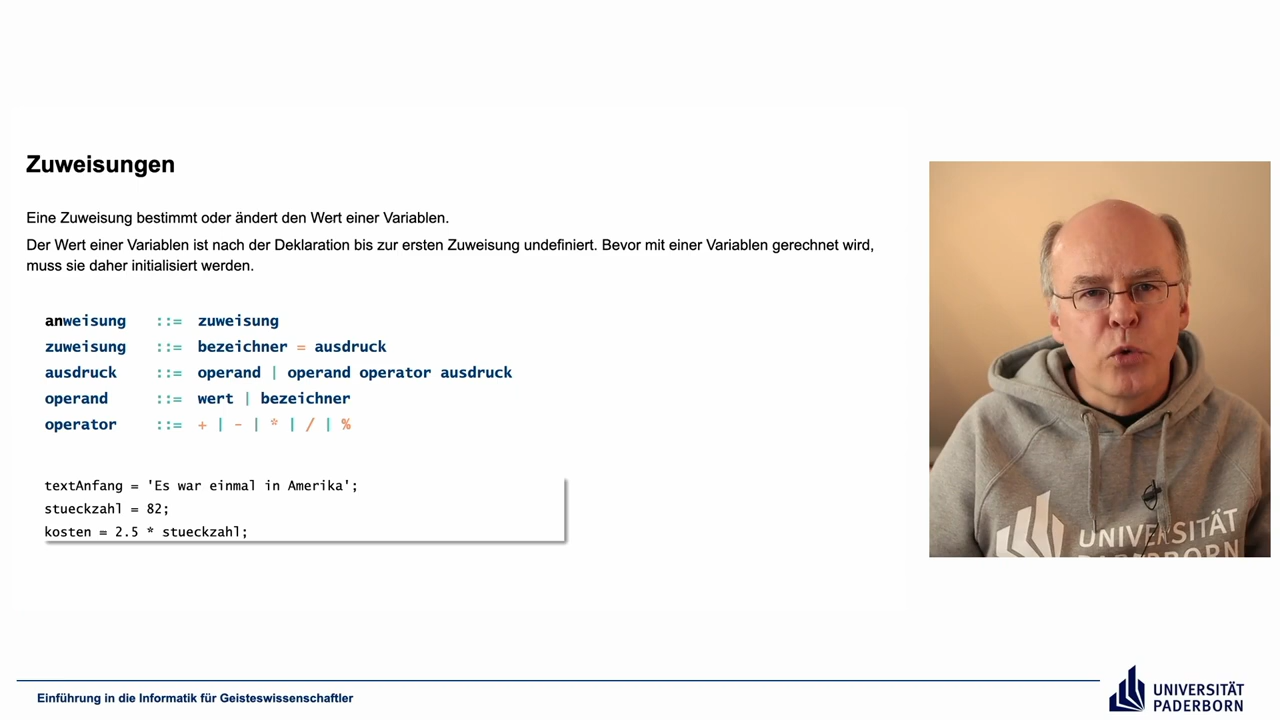 Zuweisungen
Eine Zuweisung bestimmt oder ändert den Wert einer Variablen.
Der Wert einer Variablen ist nach der Deklaration bis zur ersten Zuweisung undefiniert. Bevor mit einer Variablen gerechnet wird,
muss sie daher initialisiert werden.
anweisung ::= zuweisung
zuweisung ::= bezeichner = ausdruck
ausdruck ::= operand | operand operator ausdruck
operand ::= wert | bezeichner
operator ::= + | - | * | / | %
textAnfang = 'Es war einmal in Amerika';
stueckzahl = 82;
kosten = 2.5 * stueckzahl;
UNIVERSITÄT
PADERBORN
Einführung in die Informatik für Geisteswissenschaftler
UNIVERSITÄT
PADERBORN